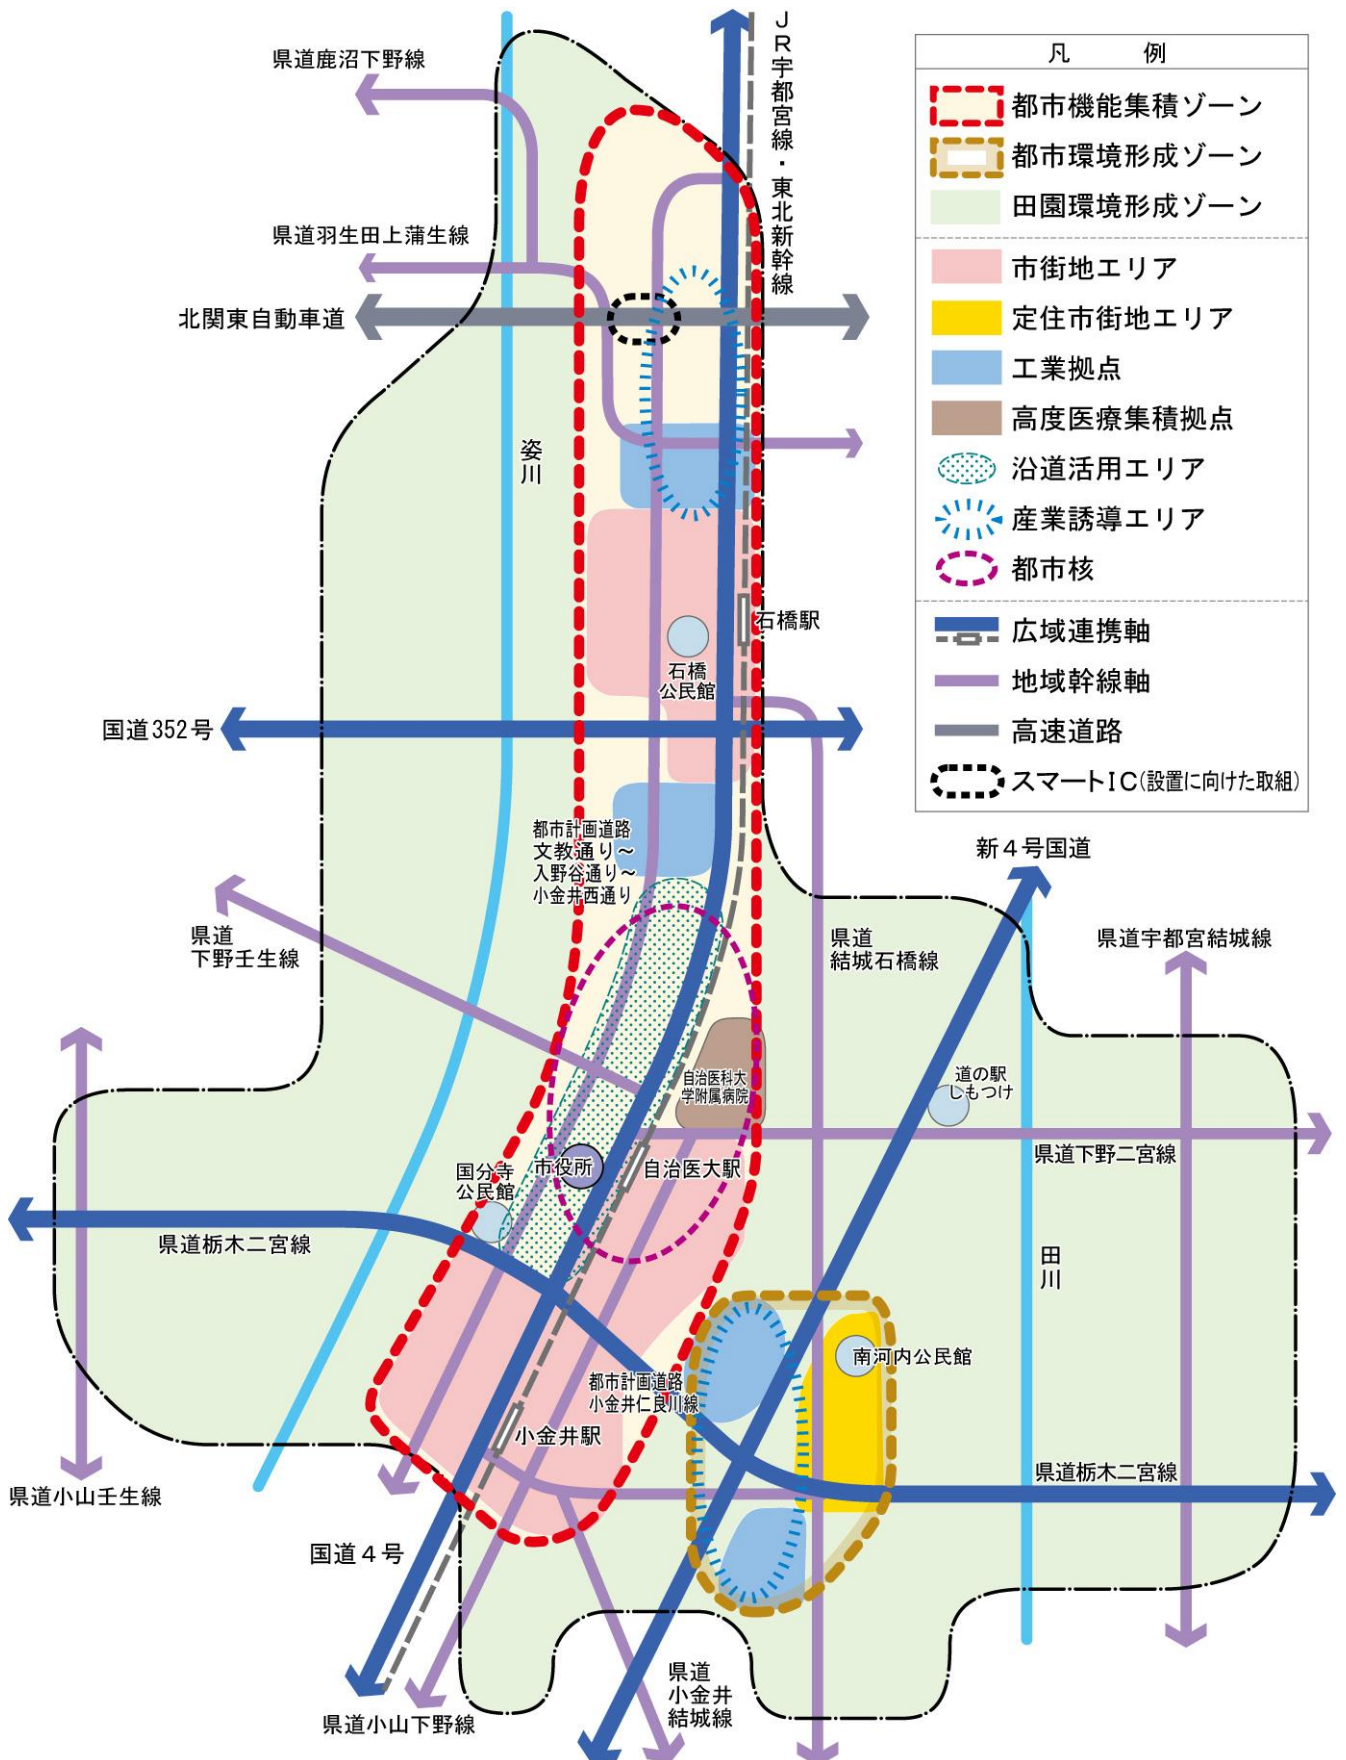 県道鹿沼下野線
JR宇都宮線・東北新幹線
県道羽生田上蒲生線
北関東自動車道
姿川
石橋駅
石橋
公民館
国道352号
都市計画道路
文教通り～
入野谷通り～
小金井西通り
県道
下野壬生線
県道
結城石橋線
新4号国道
県道宇都宮結城線
自治医科大
学附属病院
道の駅
しもつけ
県道下野二宮線
国分寺
公民館
市役所
自治医大駅
県道栃木二宮線
田川
南河内公民館
都市計画道路
小金井仁良川線
小金井駅
県道栃木二宮線
県道小山壬生線
国道4号
県道小山下野線
県道
小金井
結城線
凡例
都市機能集積ゾーン
都市環境形成ゾーン
田園環境形成ゾーン
市街地エリア
定住市街地エリア
工業拠点
高度医療集積拠点
沿道活用エリア
産業誘導エリア
都市核
広域連携軸
地域幹線軸
高速道路
スマートIC(設置に向けた取組)